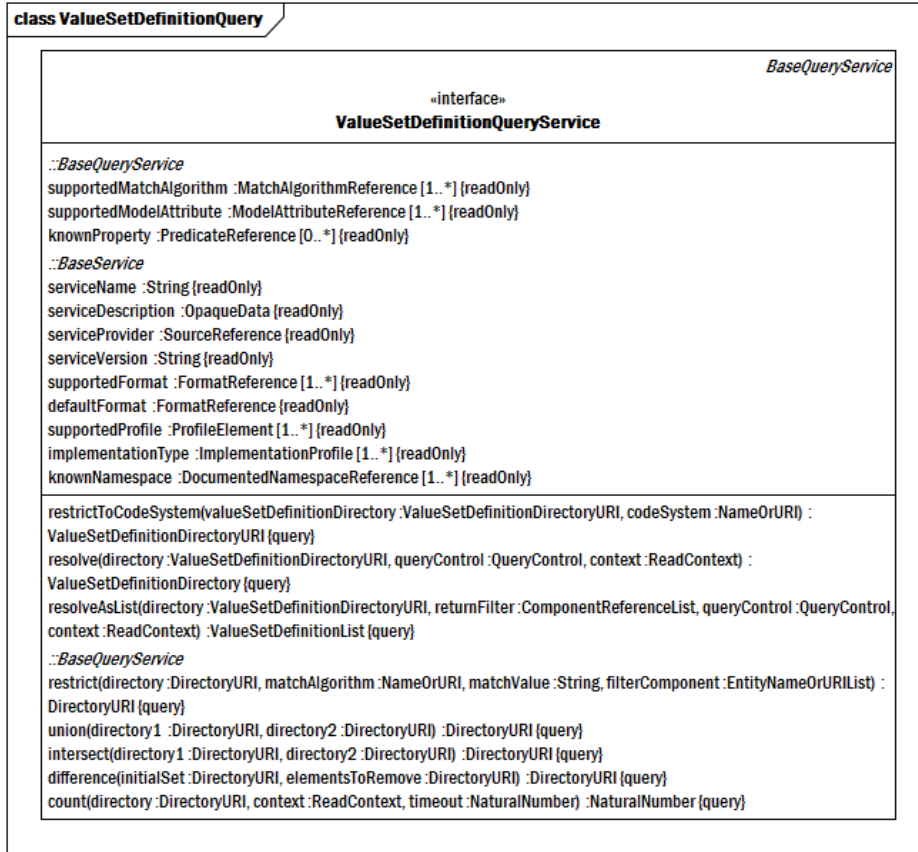 class ValueSetDefinitionQuery
BaseQueryService
«interface»
ValueSetDefinitionQueryService
::BaseQueryService
supportedMatchAlgorithm :MatchAlgorithmReference [1..*] {readOnly}
supportedModelAttribute :ModelAttributeReference [1..*] {readOnly}
knownProperty :PredicateReference [0..*] {readOnly}
::BaseService
serviceName :String {readOnly}
serviceDescription :OpaqueData {readOnly}
serviceProvider :SourceReference {readOnly}
serviceVersion :String {readOnly}
supportedFormat :FormatReference [1..*] {readOnly}
defaultFormat :FormatReference {readOnly}
supportedProfile :ProfileElement [1..*] {readOnly}
implementationType :ImplementationProfile [1..*] {readOnly}
knownNamespace :DocumentedNamespaceReference [1..*] {readOnly}
restrictToCodeSystem(valueSetDefinitionDirectory :ValueSetDefinitionDirectoryURI, codeSystem :NameOrURI) :
ValueSetDefinitionDirectoryURI {query}
resolve(directory :ValueSetDefinitionDirectoryURI, queryControl :QueryControl, context :ReadContext) :
ValueSetDefinitionDirectory {query}
resolveAsList(directory :ValueSetDefinitionDirectoryURI, returnFilter :ComponentReferenceList, queryControl :QueryControl,
context :ReadContext) :ValueSetDefinitionList {query}
::BaseQueryService
restrict(directory :DirectoryURI, matchAlgorithm :NameOrURI, matchValue :String, filterComponent :EntityNameOrURIList) :
DirectoryURI {query}
union(directory1 :DirectoryURI, directory2 :DirectoryURI) :DirectoryURI {query}
intersect(directory1 :DirectoryURI, directory2 :DirectoryURI) :DirectoryURI {query}
difference(initialSet :DirectoryURI, elementsToRemove :DirectoryURI) :DirectoryURI {query}
count(directory :DirectoryURI, context :ReadContext, timeout :NaturalNumber) :NaturalNumber {query}